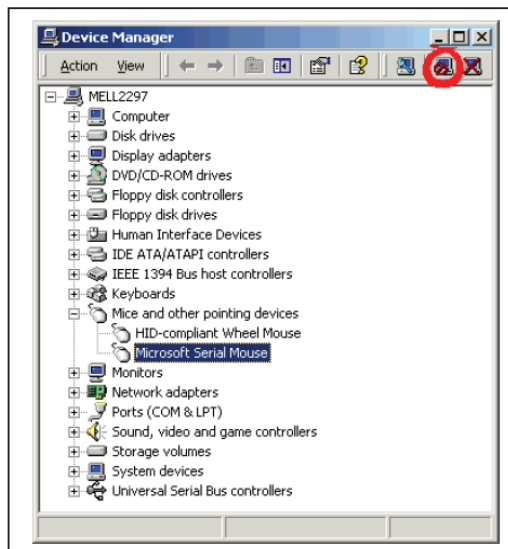 Device Manager
Action View
MELL2297
Computer
Disk drives
Display adapters
DVD/CD-ROM drives
Floppy disk controllers
Floppy disk drives
Human Interface Devices
IDE ATA/ATAPI controllers
IEEE 1394 Bus host controllers
Keyboards
Mice and other pointing devices
HID-compliant Wheel Mouse
Microsoft Serial Mouse
Monitors
Network adapters
Ports (COM & LPT)
Sound, video and game controllers
Storage volumes
System devices
Universal Serial Bus controllers